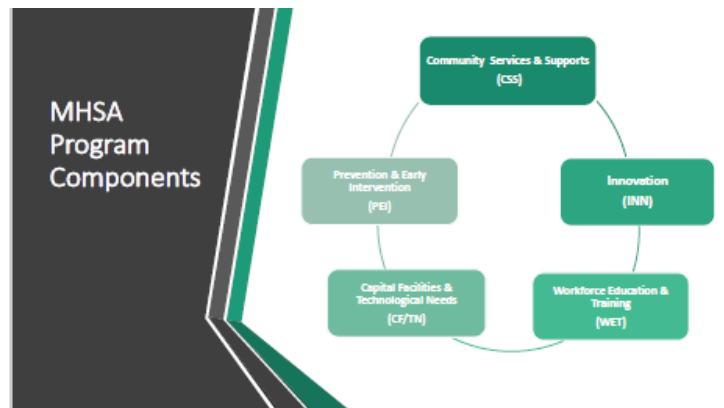 MHSA
Program
Components
Community Services & Supports
(CSS)
Innovation
(INN)
Workforce Education &
Training
(WET)
Capital Facilities &
Technological Needs
(CF/TN)
Prevention & Early
Intervention
(PEI)